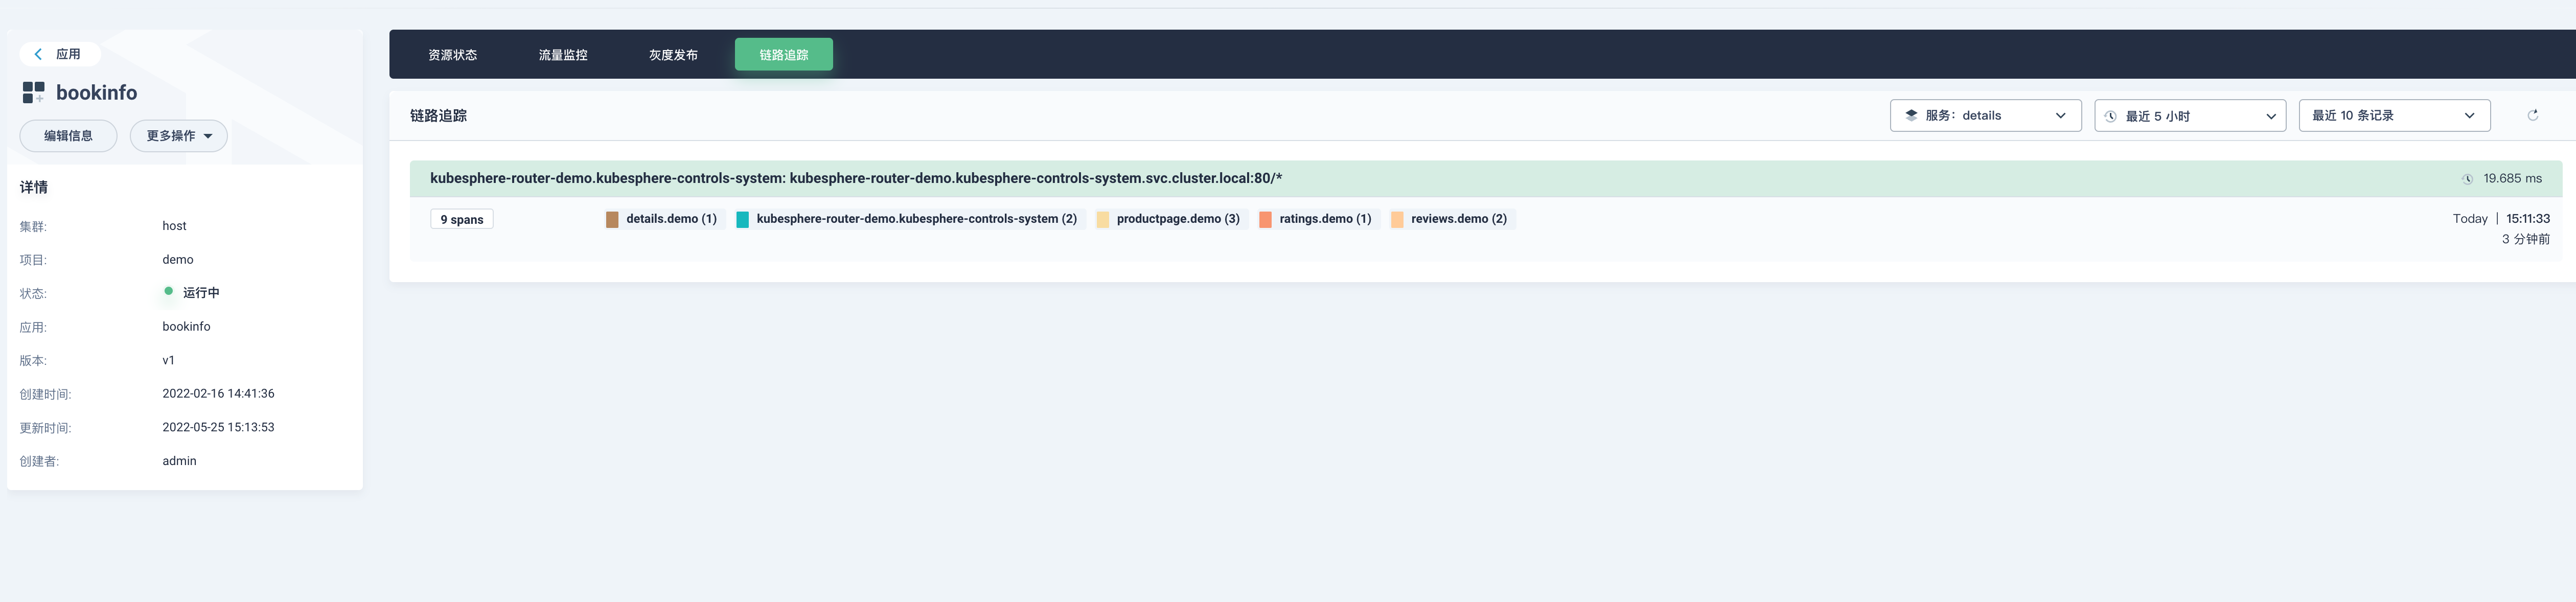 应用
bookinfo
编辑信息 更多操作
详情
集群: host
项目: demo
状态: 运行中
应用: bookinfo
版本: v1
创建时间: 2022-02-16 14:41:36
更新时间: 2022-05-25 15:13:53
创建者: admin
资源状态 流量监控 灰度发布 链路追踪
链路追踪 服务：details 最近 5 小时 最近 10 条记录
kubesphere-router-demo.kubesphere-controls-system: kubesphere-router-demo.kubesphere-controls-system.svc.cluster.local:80/* 19.685 ms
9 spans details.demo (1) kubesphere-router-demo.kubesphere-controls-system (2) productpage.demo (3) ratings.demo (1) reviews.demo (2) Today | 15:11:33
3 分钟前